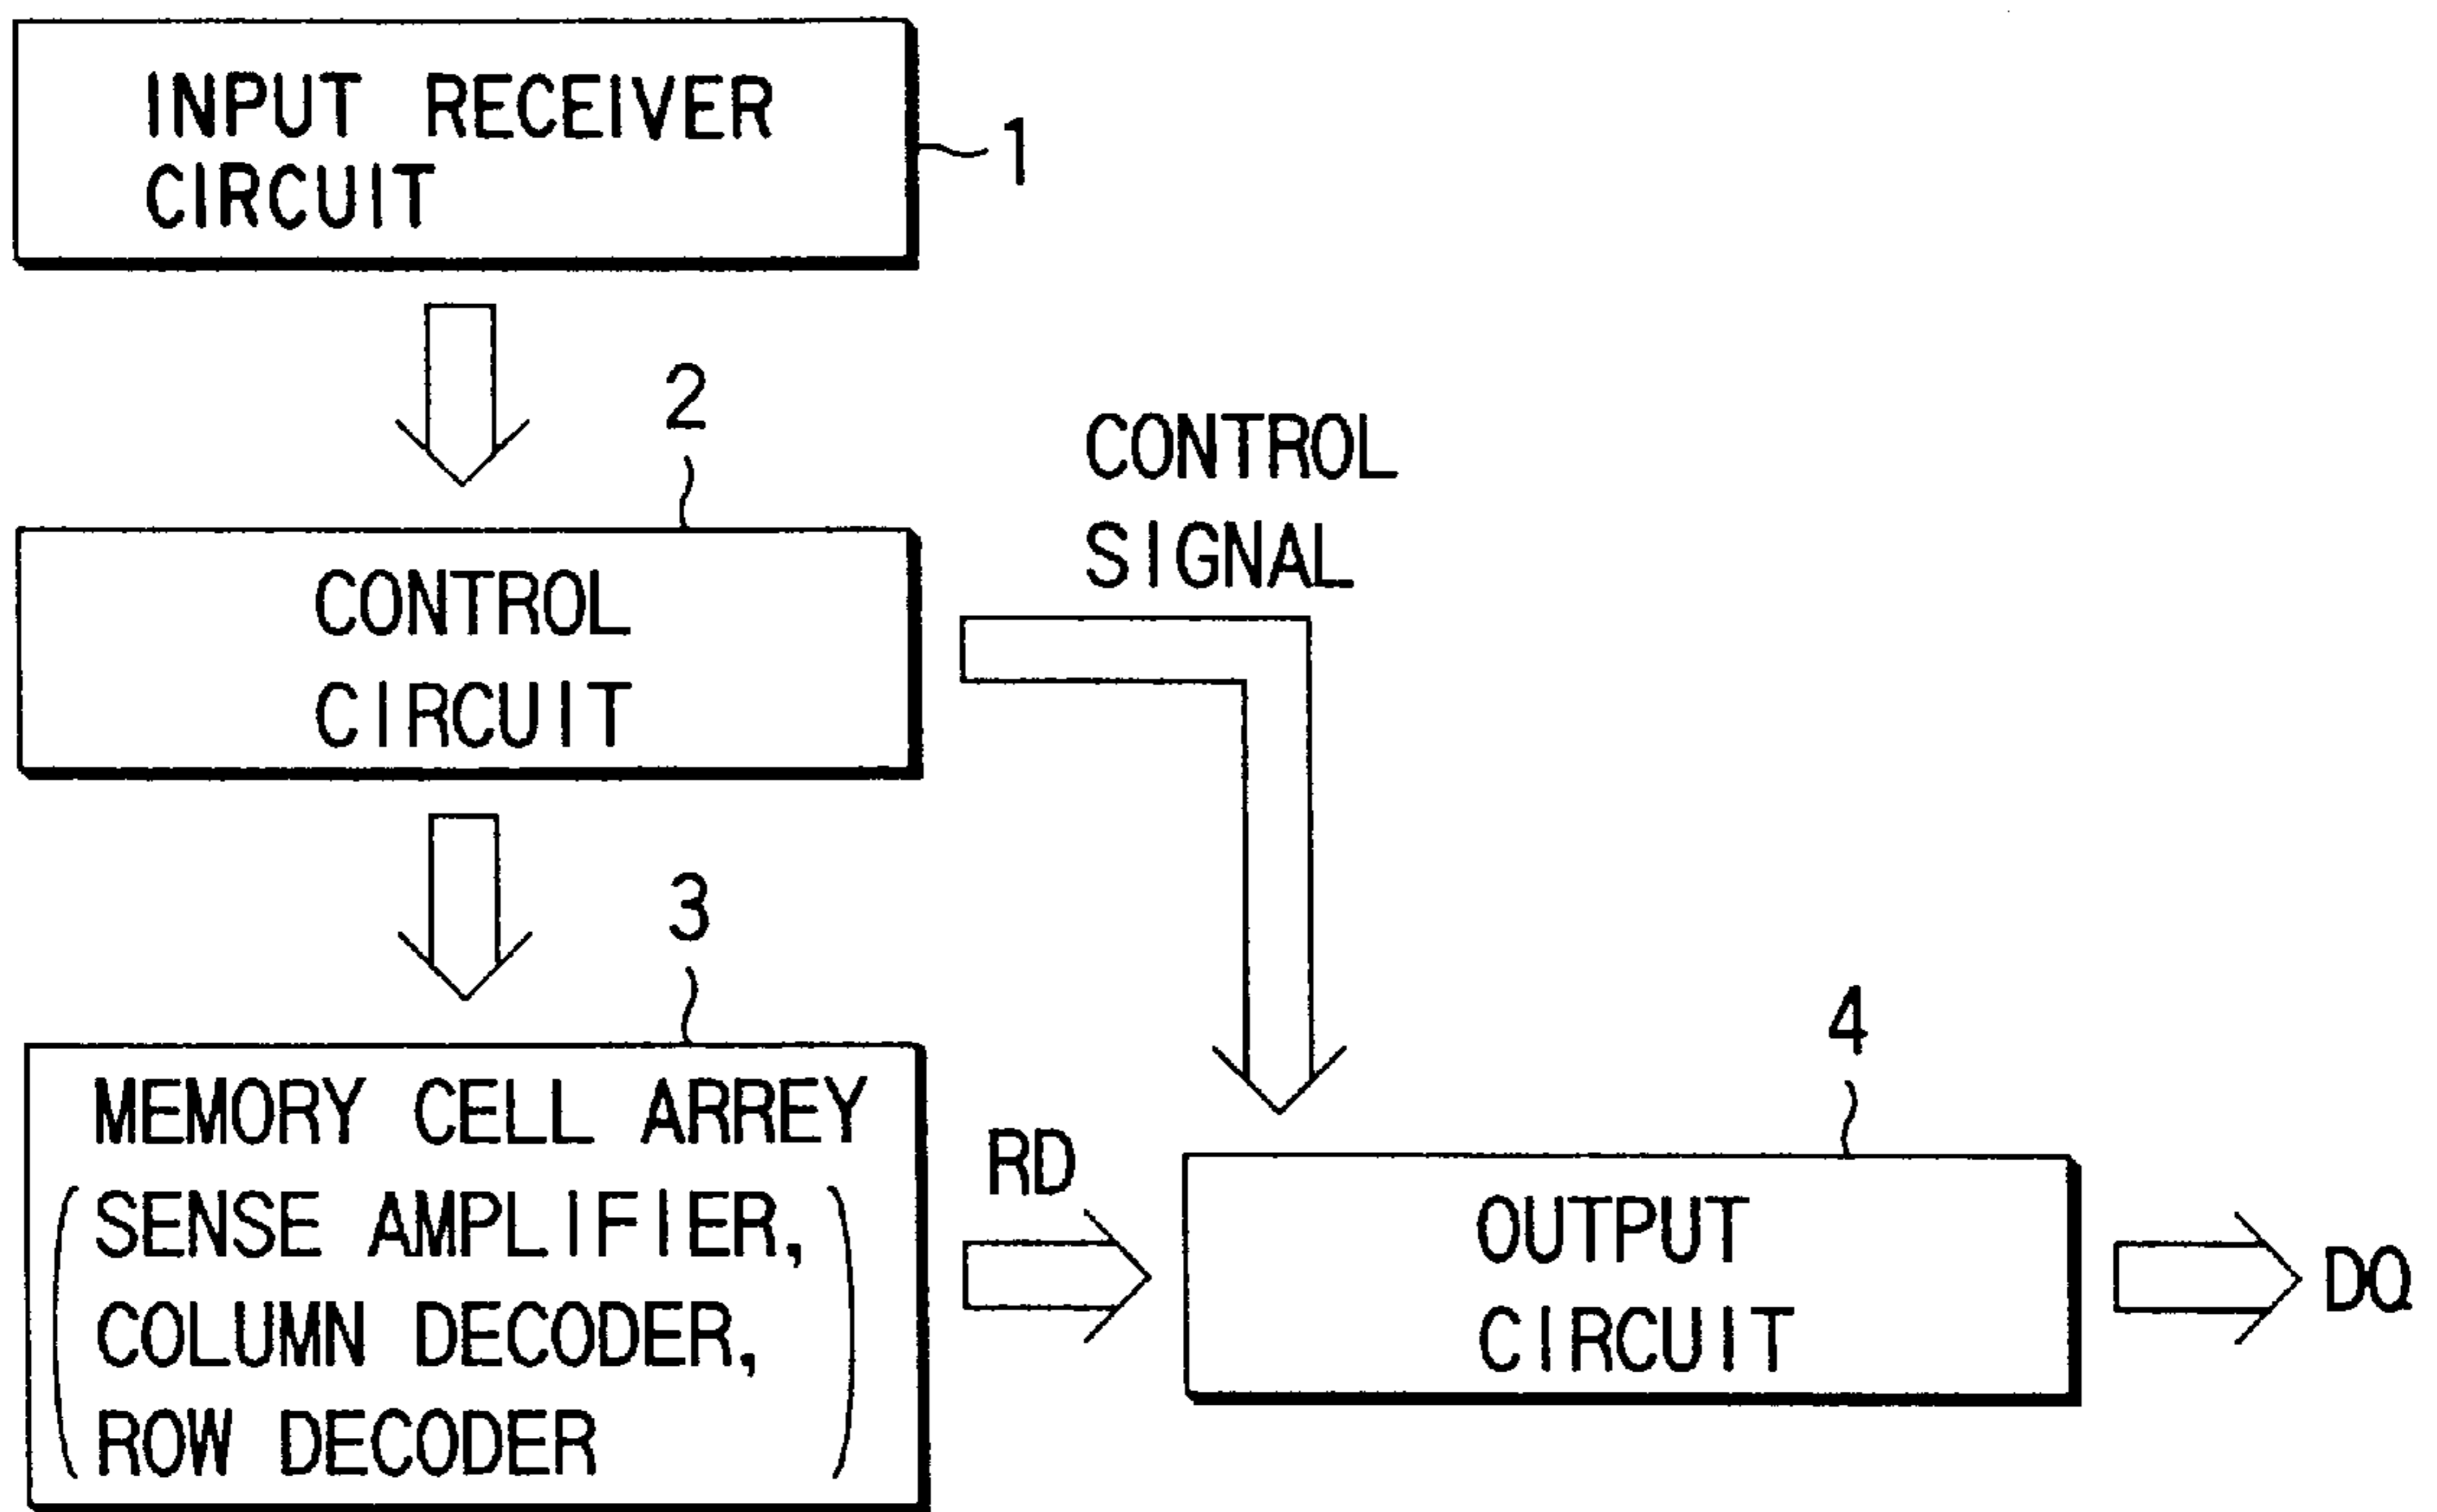 INPUT RECEIVER
CIRCUIT
1
2
CONTROL
CIRCUIT
CONTROL
SIGNAL
3
MEMORY CELL ARREY
(SENSE AMPLIFIER,
COLUMN DECODER,
ROW DECODER)
RD
4
OUTPUT
CIRCUIT
DQ